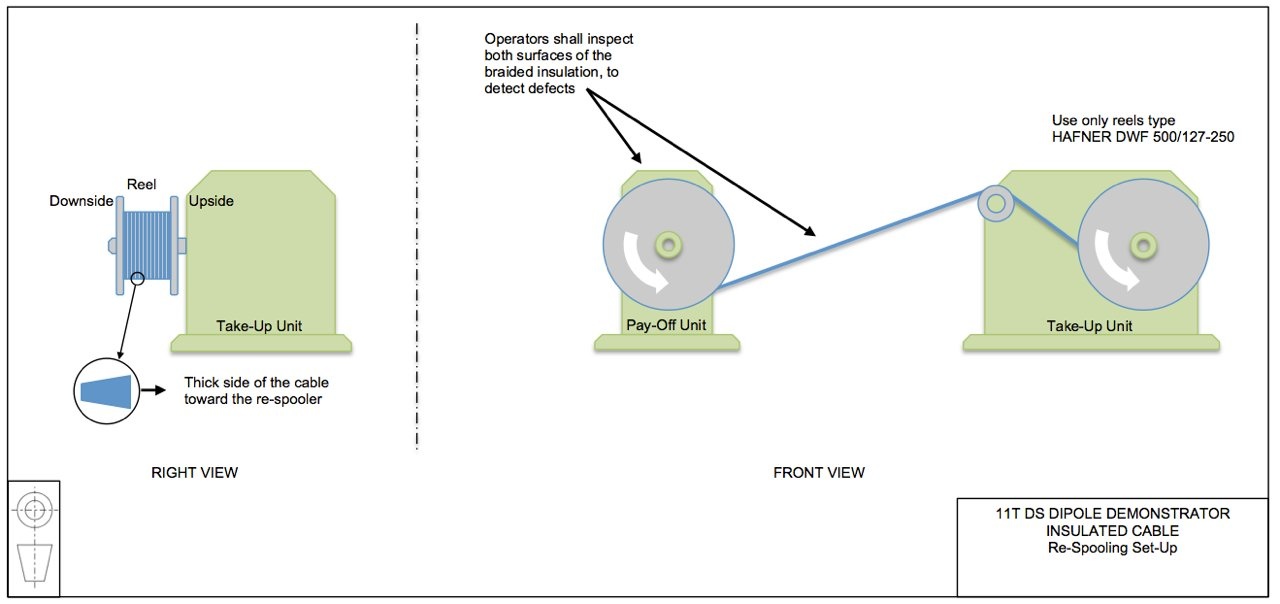 Operators shall inspect
both surfaces of the
braided insulation, to
detect defects
Use only reels type
HAFNER DWF 500/127-250
Reel
Downside
Upside
Take-Up Unit
Pay-Off Unit
Take-Up Unit
Thick side of the cable
toward the re-spooler
RIGHT VIEW
FRONT VIEW
11T DS DIPOLE DEMONSTRATOR
INSULATED CABLE
Re-Spooling Set-Up